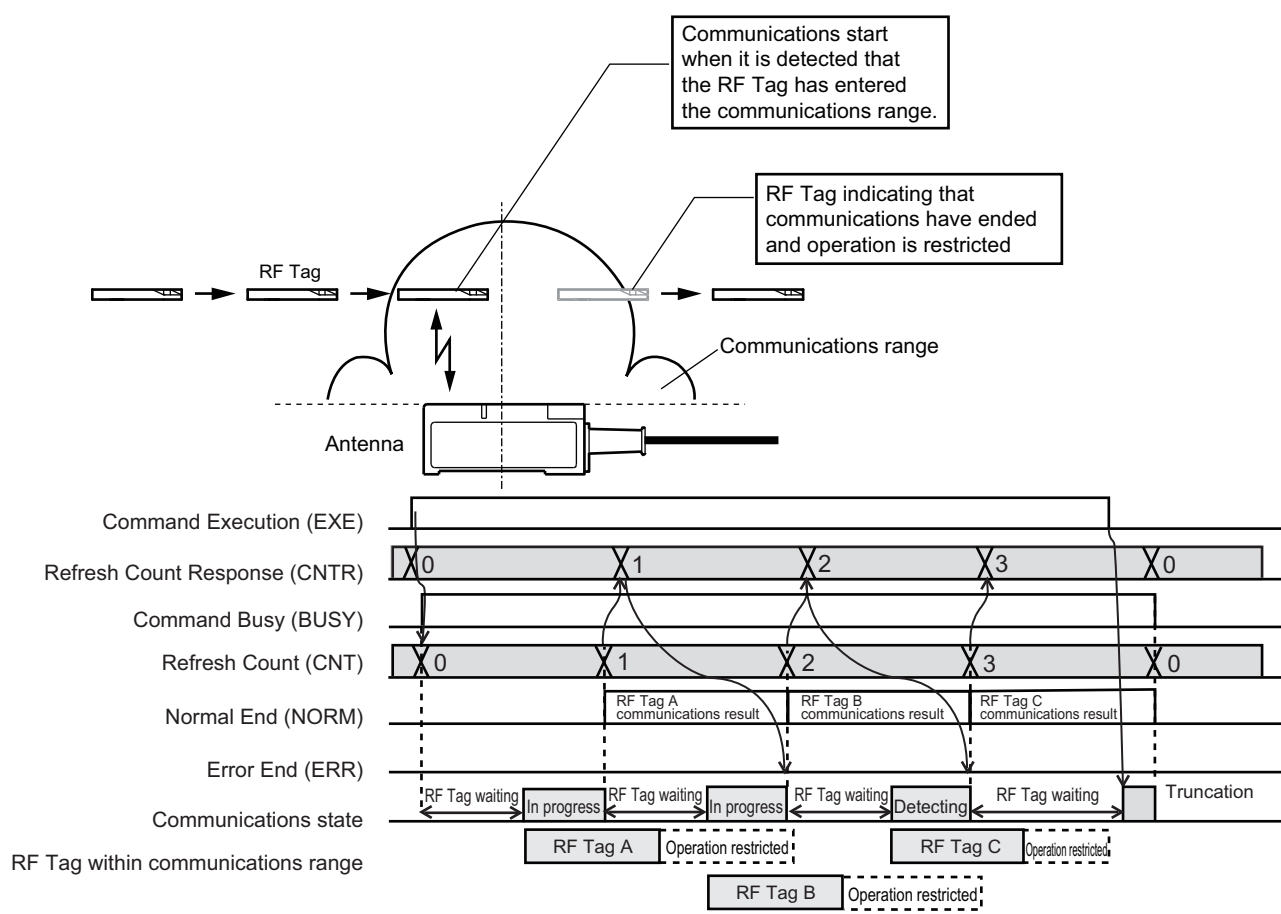 Communications start
when it is detected that
the RF Tag has entered
the communications range.
RF Tag indicating that
communications have ended
and operation is restricted
RF Tag
Communications range
Antenna
Command Execution (EXE)
Refresh Count Response (CNTR)
0 1 2 3 0
Command Busy (BUSY)
Refresh Count (CNT)
0 1 2 3 0
Normal End (NORM)
RF Tag A
communications result
RF Tag B
communications result
RF Tag C
communications result
Error End (ERR)
Communications state
RF Tag waiting
In progress
RF Tag waiting
In progress
RF Tag waiting
Detecting
RF Tag waiting
Truncation
RF Tag within communications range
RF Tag A
Operation restricted
RF Tag C
Operation restricted
RF Tag B
Operation restricted